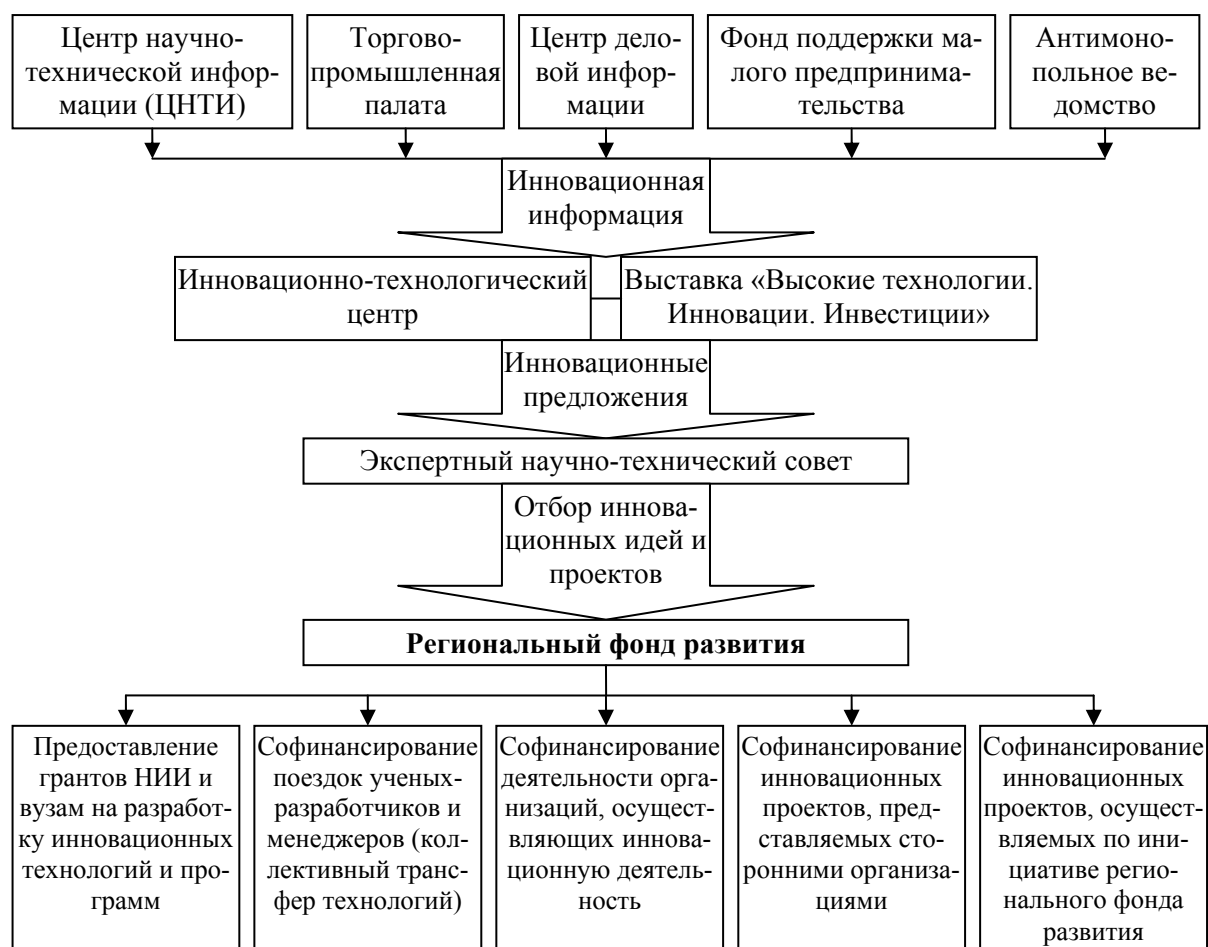 Центр научно-
технической инфор-
мации (ЦНТИ)
Торгово-
промышленная
палата
Центр дело-
вой инфор-
мации
Фонд поддержки ма-
лого предпринима-
тельства
Антимоно-
польное ве-
домство
Инновационная
информация
Инновационно-технологический
центр
Выставка «Высокие технологии.
Инновации. Инвестиции»
Инновационные
предложения
Экспертный научно-технический совет
Отбор иннова-
ционных идей и
проектов
Региональный фонд развития
Предоставление
грантов НИИ и
вузам на разработ-
ку инновационных
технологий и про-
грамм
Софинансирование
поездок ученых-
разработчиков и
менеджеров (кол-
лективный транс-
фер технологий)
Софинансирование
деятельности орга-
низаций, осущест-
вляющих иннова-
ционную деятель-
ность
Софинансирование
инновационных
проектов, пред-
ставляемых сто-
ронними организа-
циями
Софинансирование
инновационных
проектов, осущест-
вляемых по ини-
циативе регио-
нального фонда
развития